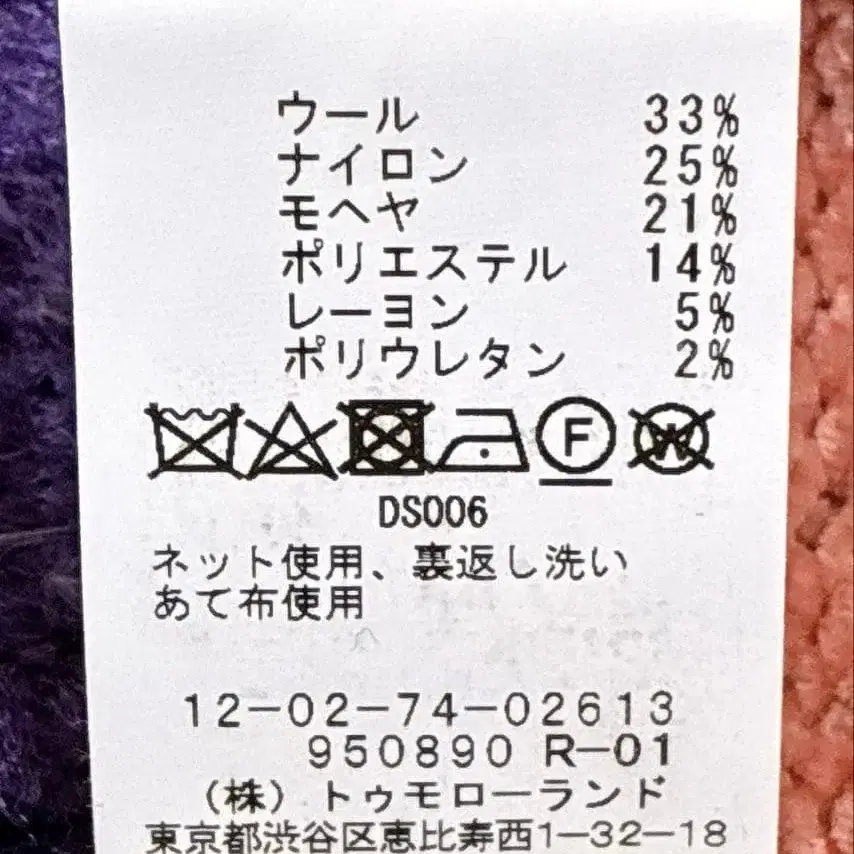 ウール 33%
ナイロン 25%
モヘヤ 21%
ポリエステル 14%
レーヨン 5%
ポリウレタン 2%
F W
DS006
ネット使用、裏返し洗い
あて布使用
12-02-74-02613
950890 R-01
(株)トゥモローランド
東京都渋谷区恵比寿西1-32-18